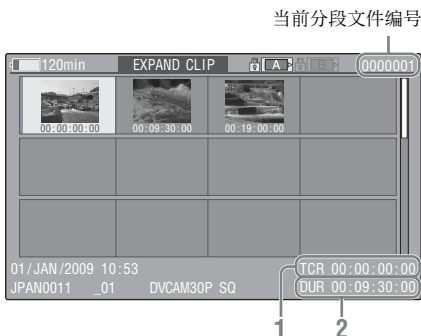 当前分段文件编号
120min EXPAND CLIP A B 0000001
00:00:00:00 00:09:30:00 00:19:00:00
01/JAN/2009 10:53 TCR 00:00:00:00
JPAN0011 _01 DVCAM30P SQ DUR 00:09:30:00
1 2